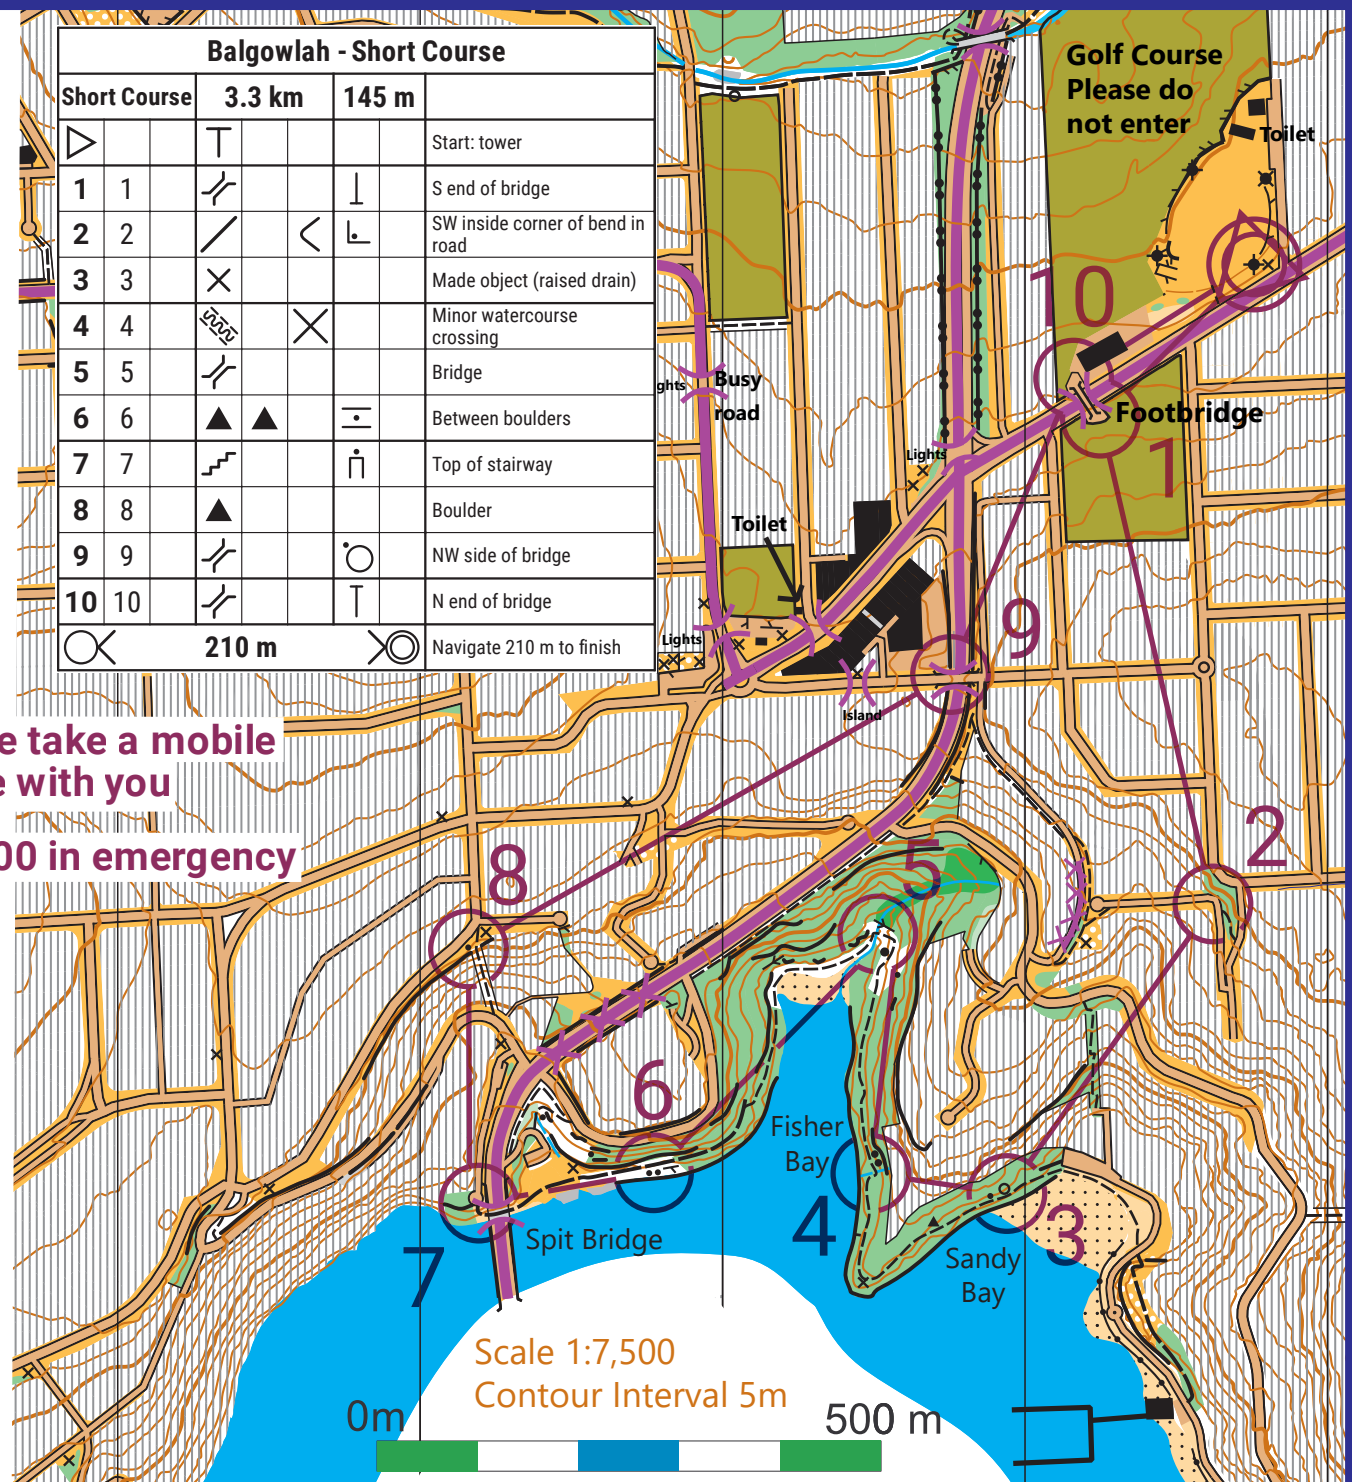 Balgowlah - Short Course
Short Course 3.3 km 145 m
Start: tower
1 1 S end of bridge
2 2 SW inside corner of bend in
road
3 3 Made object (raised drain)
4 4 Minor watercourse
crossing
5 5 Bridge
6 6 Between boulders
7 7 Top of stairway
8 8 Boulder
9 9 NW side of bridge
10 10 N end of bridge
210 m Navigate 210 m to finish
Golf Course
Please do
not enter
Toilet
10
ghts
Busy
road
Footbridge
1
Lights
Toilet
9
Lights
Island
e take a mobile
e with you
00 in emergency
2
8
5
6
Fisher
Bay
4
3
Spit Bridge
7
Sandy
Bay
Scale 1:7,500
Contour Interval 5m
0m
500 m